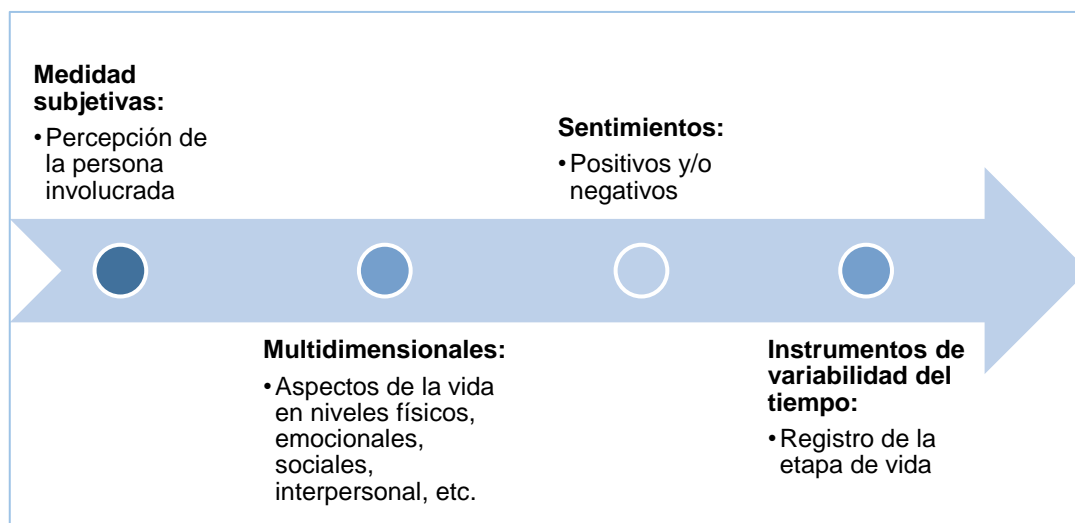 Medidad
subjetivas:
•Percepción de
la persona
involucrada
Multidimensionales:
•Aspectos de la vida
en niveles físicos,
emocionales,
sociales,
interpersonal, etc.
Sentimientos:
•Positivos y/o
negativos
Instrumentos de
variabilidad del
tiempo:
•Registro de la
etapa de vida